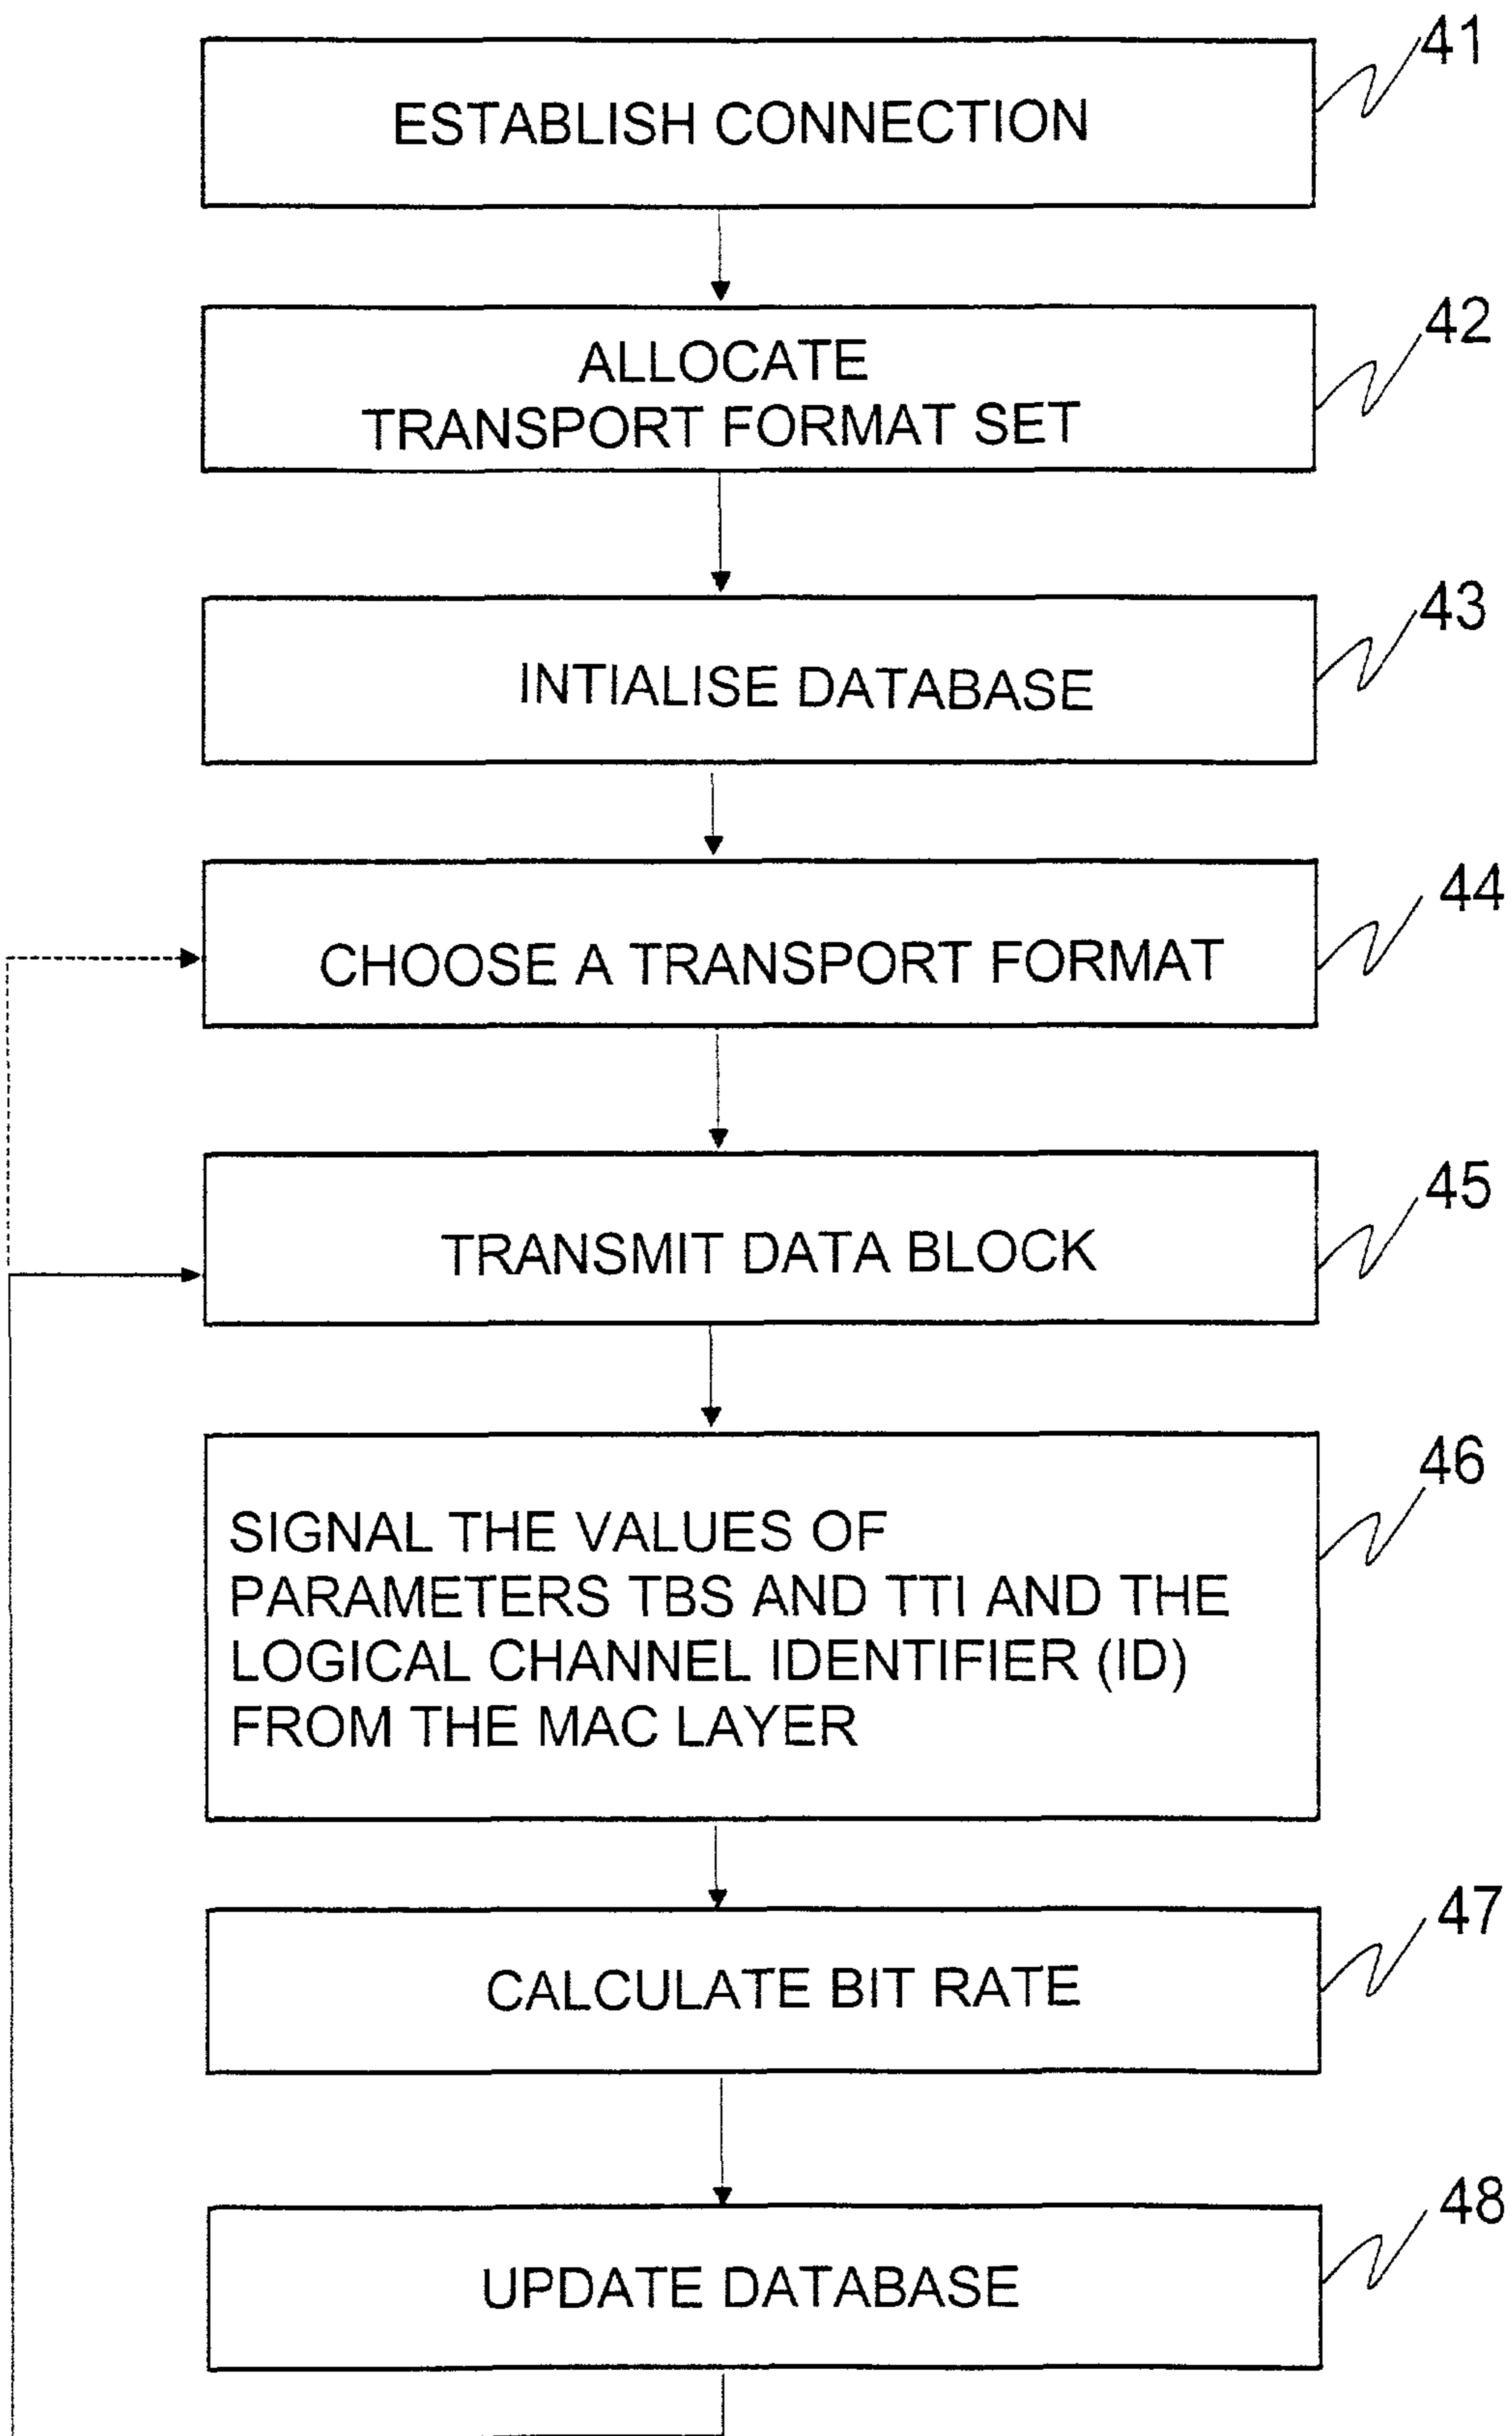 41
ESTABLISH CONNECTION
42
ALLOCATE
TRANSPORT FORMAT SET
43
INTIALISE DATABASE
44
CHOOSE A TRANSPORT FORMAT
45
TRANSMIT DATA BLOCK
46
SIGNAL THE VALUES OF
PARAMETERS TBS AND TTI AND THE
LOGICAL CHANNEL IDENTIFIER (ID)
FROM THE MAC LAYER
47
CALCULATE BIT RATE
48
UPDATE DATABASE